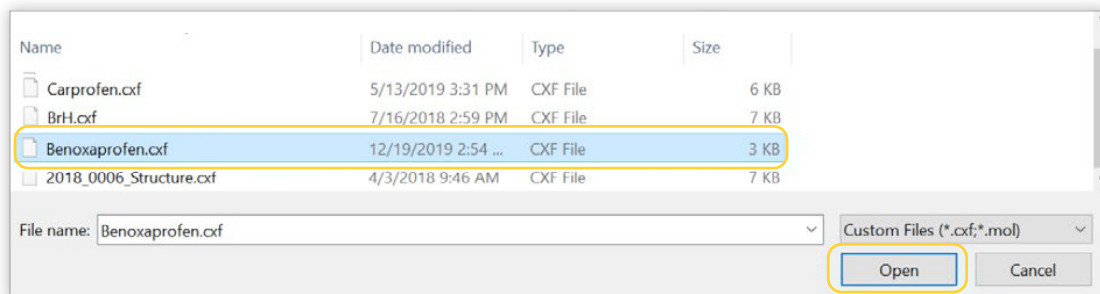 Name Date modified Type Size
Carprofen.cxf 5/13/2019 3:31 PM CXF File 6 KB
BrH.cxf 7/16/2018 2:59 PM CXF File 7 KB
Benoxaprofen.cxf 12/19/2019 2:54 ... CXF File 3 KB
2018_0006_Structure.cxf 4/3/2018 9:46 AM CXF File 7 KB
File name: Benoxaprofen.cxf Custom Files (*.cxf;*.mol)
Open Cancel